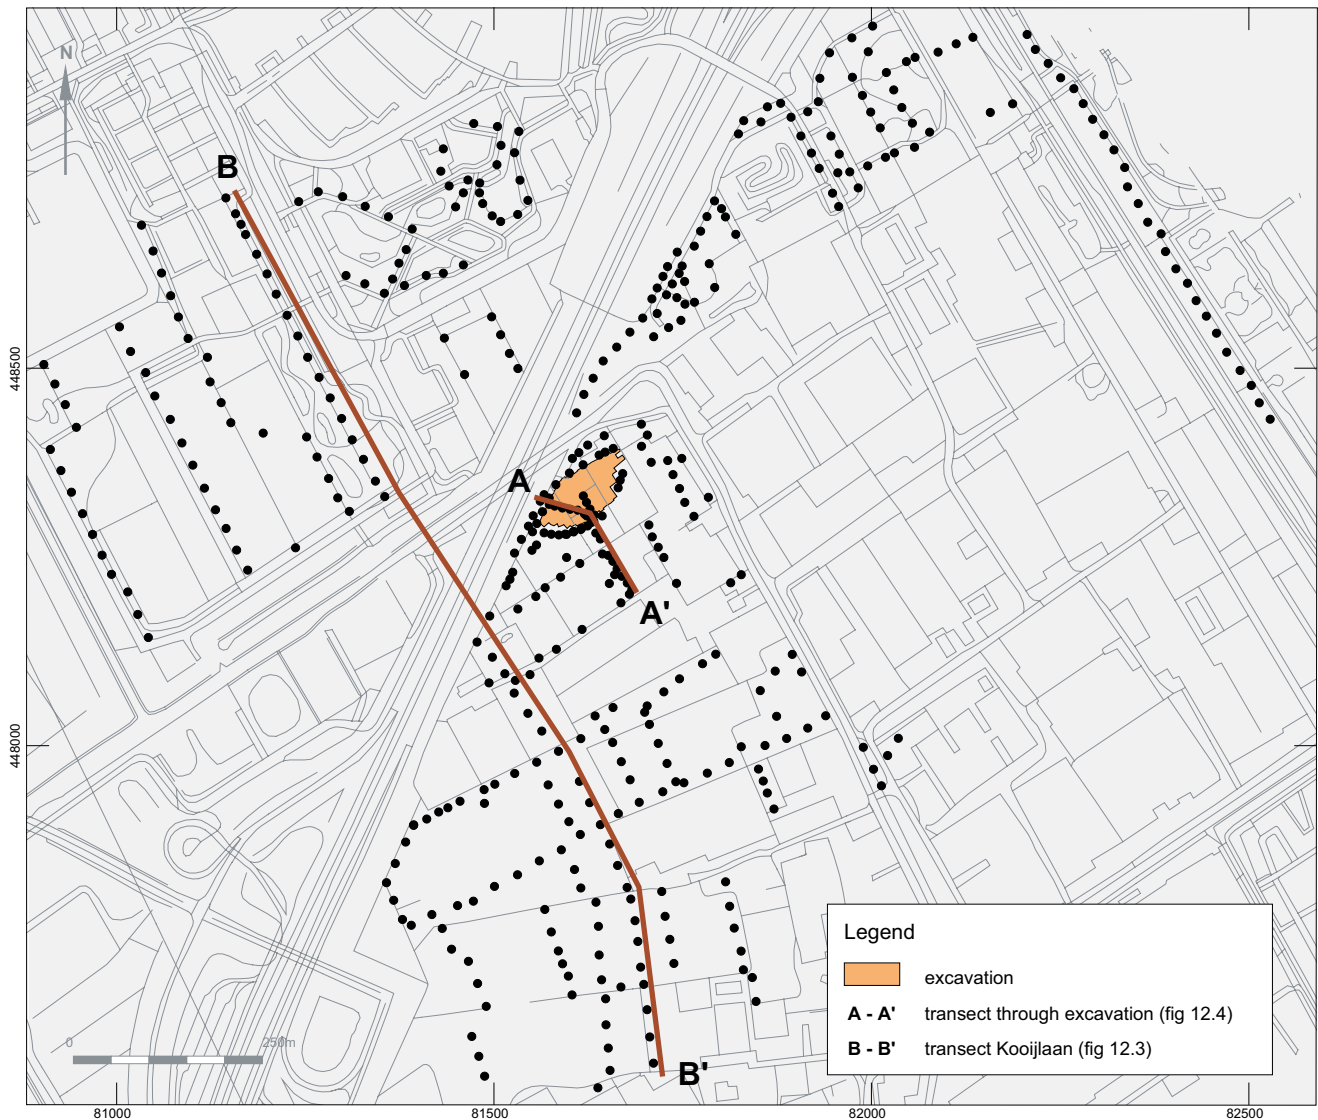 N
B
448500
A
A'
448000
Legend
excavation
A - A' transect through excavation (fig 12.4)
B - B' transect Kooijlaan (fig 12.3)
0 250m
B'
81000 81500 82000 82500